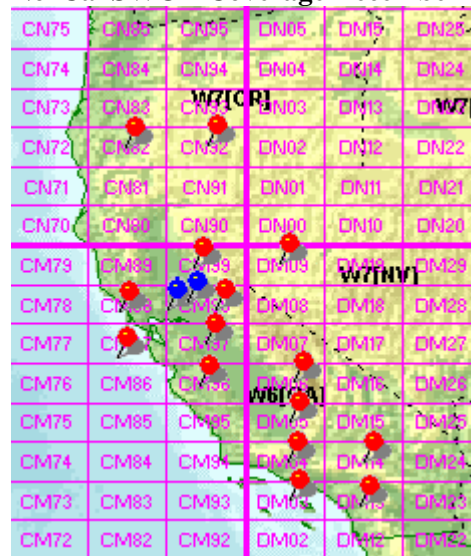 Coverage December
CN75 CN85 CN95 DN05 DN15 DN25
CN74 CN84 CN94 DN04 DN14 DN24
CN73 CN83 W7[OR] DN03 DN13
CN72 CN82 CN92 DN02 DN12 DN22
CN71 CN81 CN91 DN01 DN11 DN21
CN70 CN80 CN90 DN00 DN10 DN20
CM79 CM89 CM99 DM09 W7[NV] DM29
CM78 DM08 DM18 DM28
CM77 CM97 DM07 DM17 DM27
CM76 CM86 CM96 DM06 DM16 DM26
W6[CA]
CM75 CM85 CM95 DM05 DM15 DM25
CM74 CM84 CM94 DM04 DM14 DM24
CM73 CM83 CM93 DM03 DM13 DM23
CM72 CM82 CM92 DM02 DM12 DM22